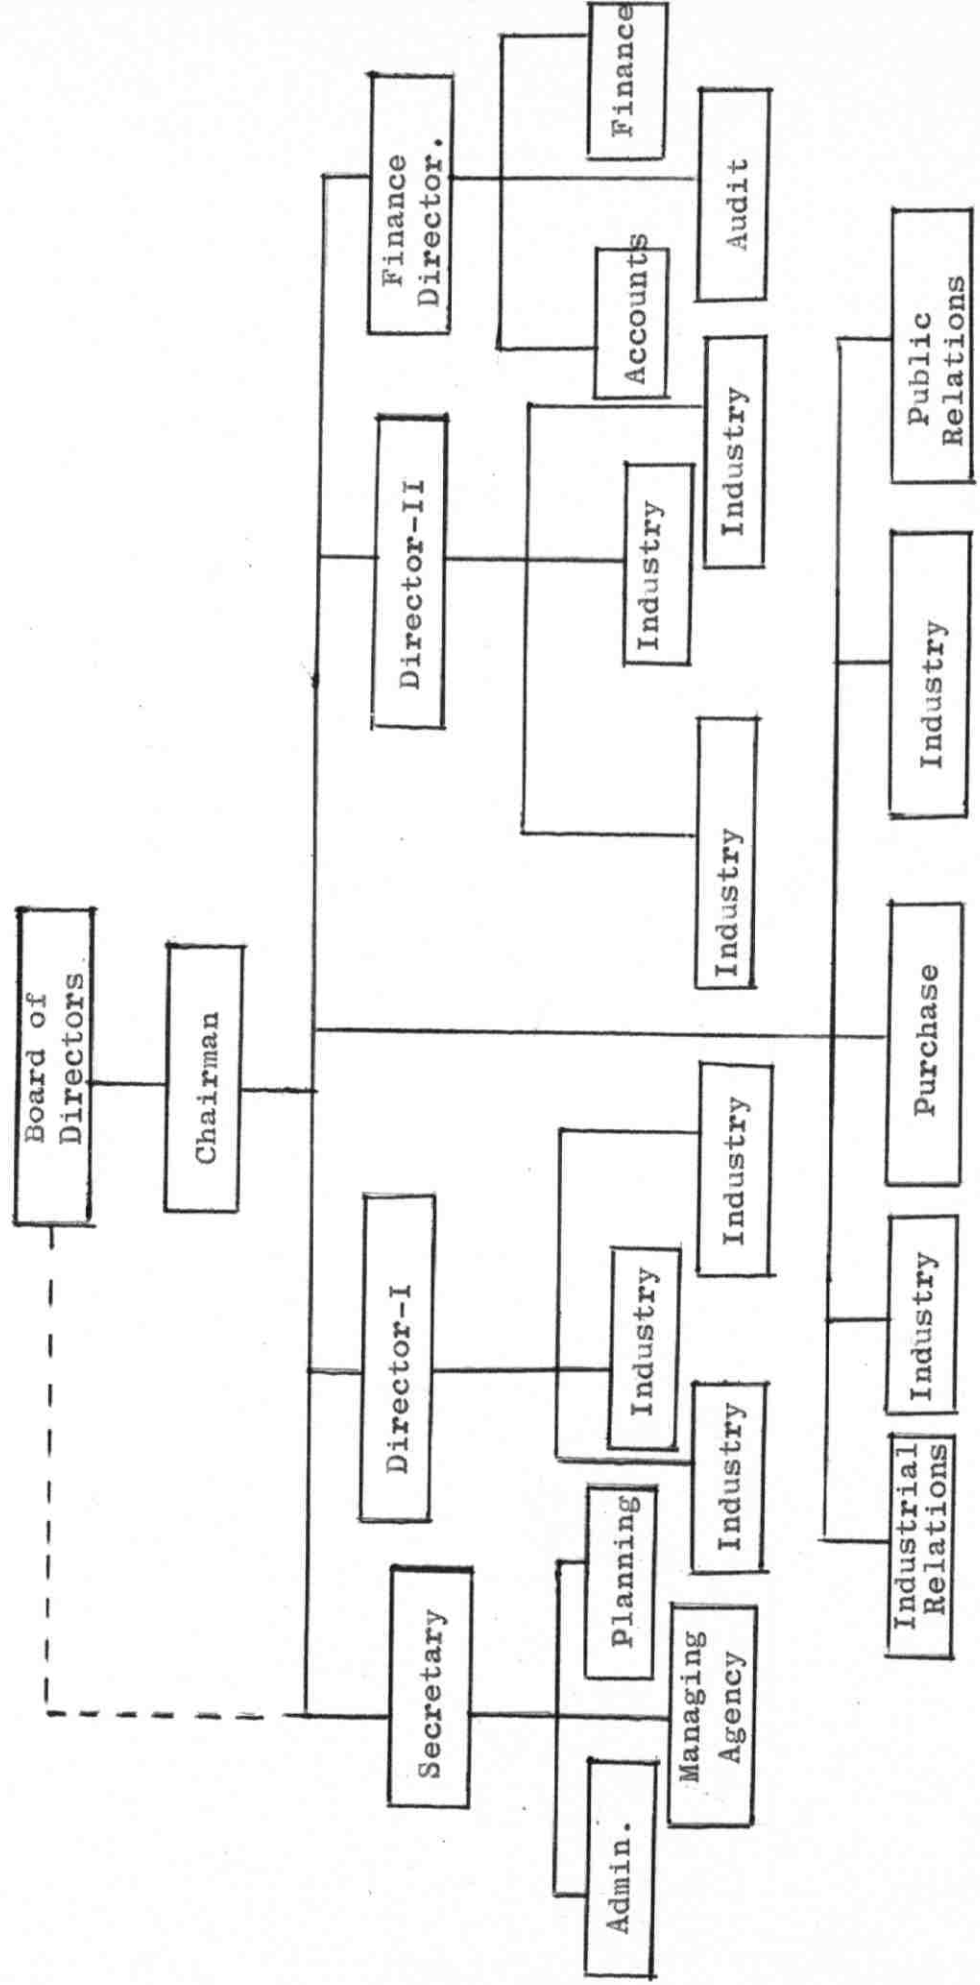 Board of
Directors
Chairman
Secretary
Director-I
Director-II
Finance
Director.
Admin.
Managing
Agency
Planning
Industry
Industry
Industry
Industry
Industry
Industry
Accounts
Audit
Finance
Industrial
Relations
Industry
Purchase
Industry
Public
Relations